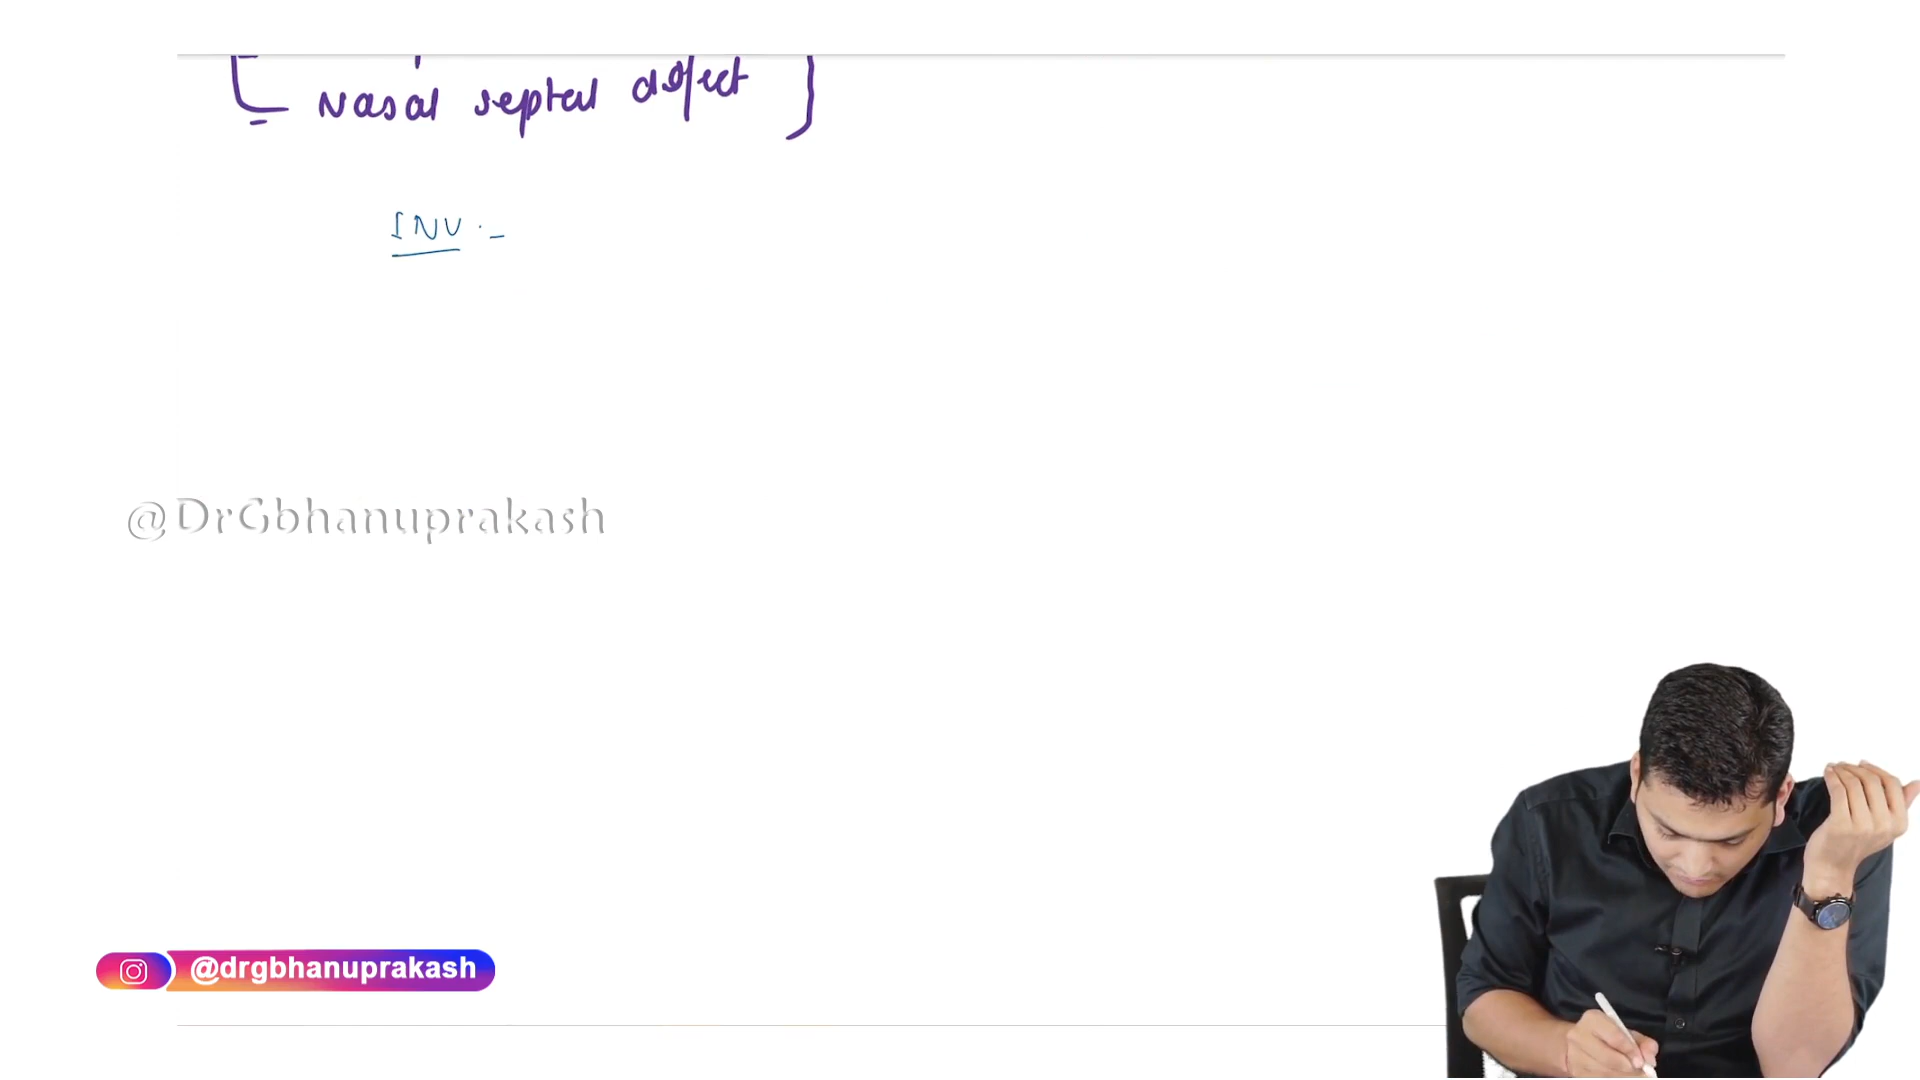 Nasal septal defect
INV :-
@DrGbhanuprakash
@drgbhanuprakash